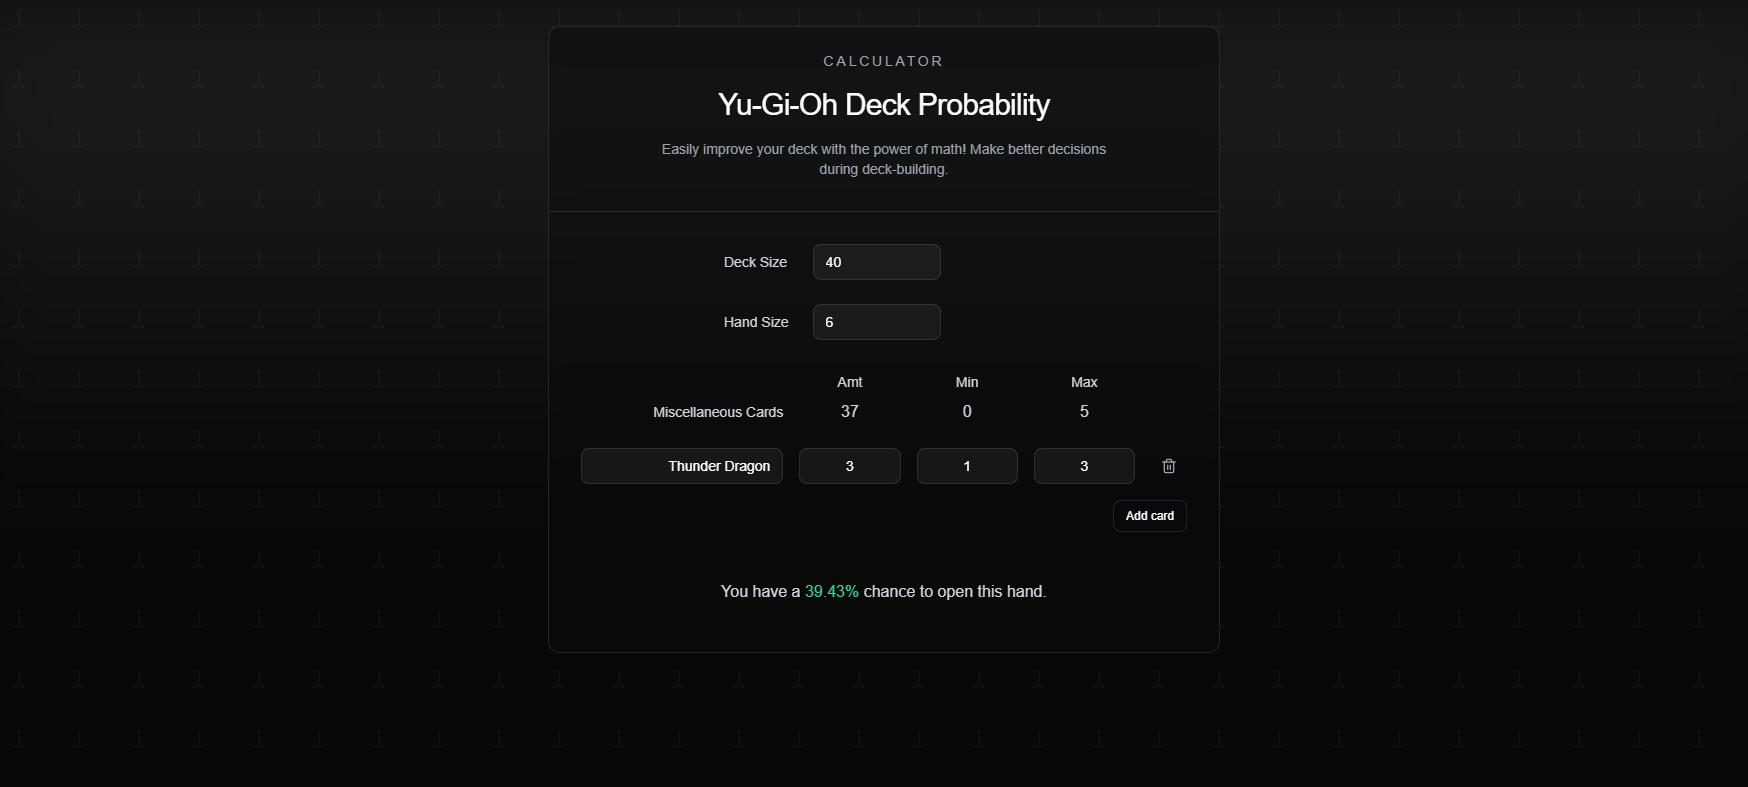 CALCULATOR
Yu-Gi-Oh Deck Probability
Easily improve your deck with the power of math! Make better decisions
during deck-building.
Deck Size 40
Hand Size 6
Amt Min Max
Miscellaneous Cards 37 0 5
Thunder Dragon 3 1 3
Add card
You have a 39.43% chance to open this hand.